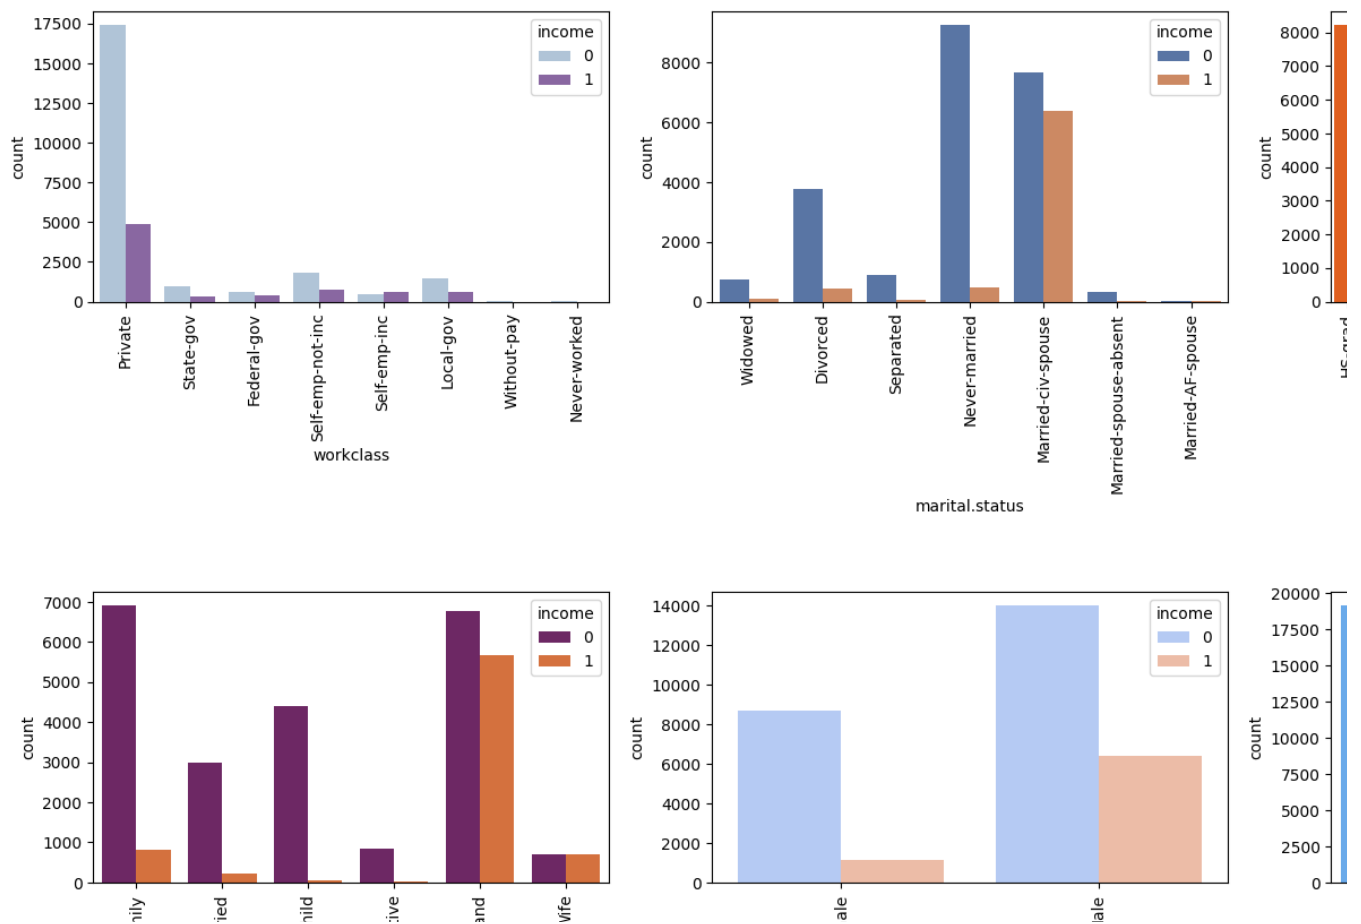 17500
15000
12500
10000
7500
5000
2500
0
count
income
0
1
Private
State-gov
Federal-gov
Self-emp-not-inc
Self-emp-inc
Local-gov
Without-pay
Never-worked
workclass
8000
6000
4000
2000
0
count
income
0
1
Widowed
Divorced
Separated
Never-married
Married-civ-spouse
Married-spouse-absent
Married-AF-spouse
marital.status
8000
7000
6000
5000
4000
3000
2000
1000
0
count
7000
6000
5000
4000
3000
2000
1000
0
count
income
0
1
14000
12000
10000
8000
6000
4000
2000
0
count
income
0
1
20000
17500
15000
12500
10000
7500
5000
2500
0
count